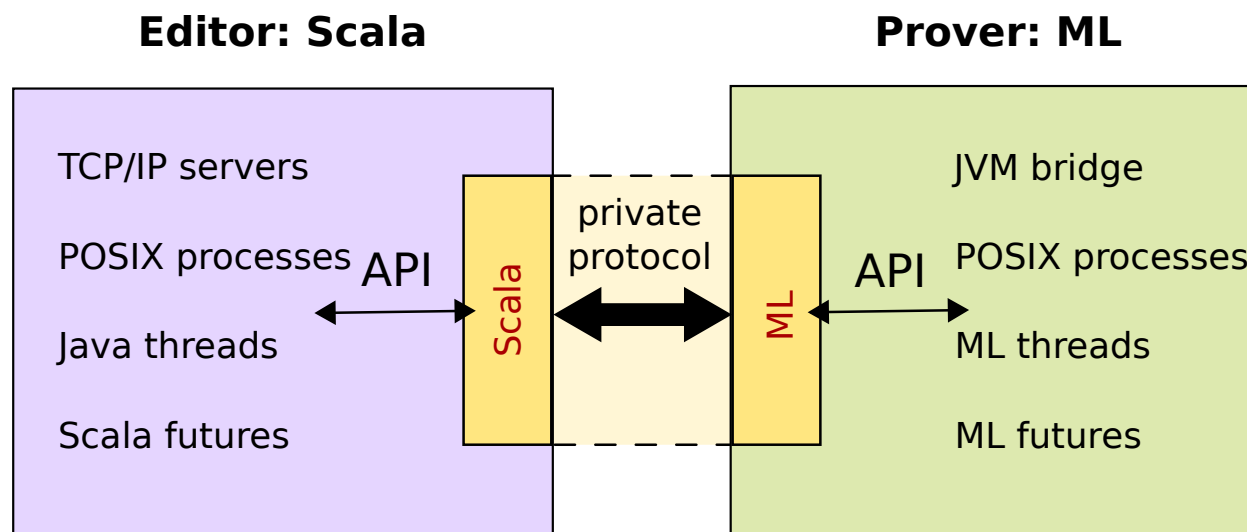 Editor: Scala
Prover: ML
TCP/IP servers
POSIX processes
Java threads
Scala futures
API
Scala
private
protocol
ML
API
JVM bridge
POSIX processes
ML threads
ML futures